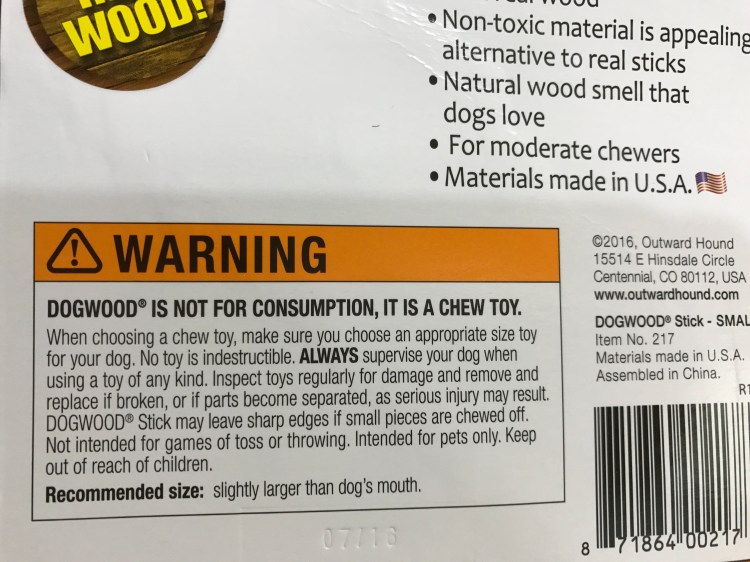 WOOD!
• Non-toxic material is appealing
alternative to real sticks
• Natural wood smell that
dogs love
• For moderate chewers
• Materials made in U.S.A.
WARNING
DOGWOOD® IS NOT FOR CONSUMPTION, IT IS A CHEW TOY.
When choosing a chew toy, make sure you choose an appropriate size toy
for your dog. No toy is indestructible. ALWAYS supervise your dog when
using a toy of any kind. Inspect toys regularly for damage and remove and
replace if broken, or if parts become separated, as serious injury may result.
DOGWOOD® Stick may leave sharp edges if small pieces are chewed off.
Not intended for games of toss or throwing. Intended for pets only. Keep
out of reach of children.
Recommended size: slightly larger than dog's mouth.
07/16
©2016, Outward Hound
15514 E Hinsdale Circle
Centennial, CO 80112, USA
www.outwardhound.com
DOGWOOD® Stick - SMAL
Item No. 217
Materials made in U.S.A.
Assembled in China.
8 71864 00217